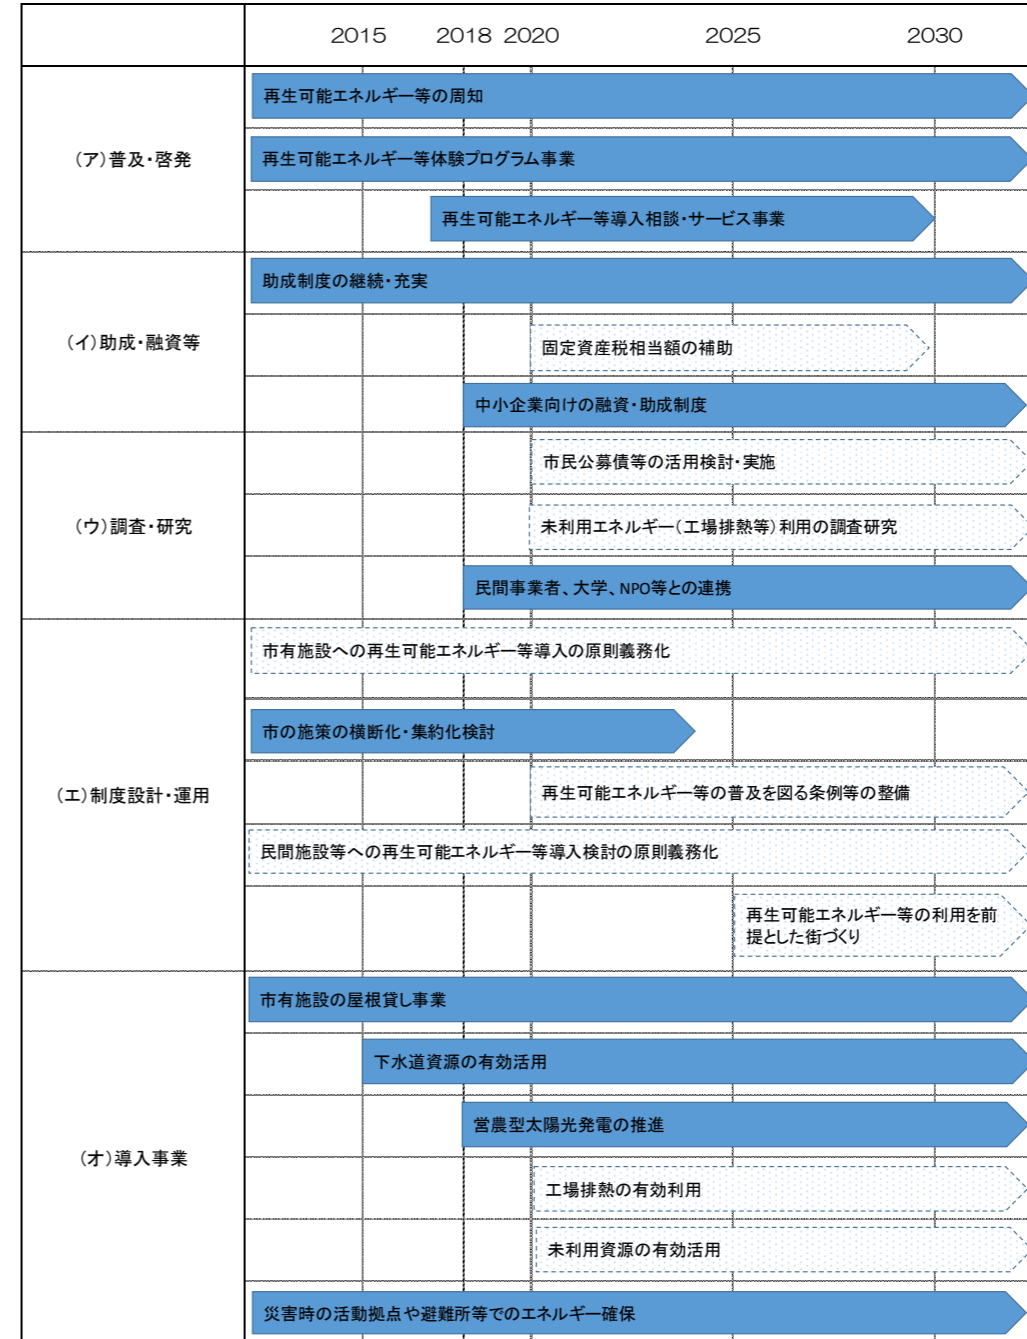 2015 2018 2020 2025 2030
(ア)普及・啓発
再生可能エネルギー等の周知
再生可能エネルギー等体験プログラム事業
再生可能エネルギー等導入相談・サービス事業
(イ)助成・融資等
助成制度の継続・充実
固定資産税相当額の補助
中小企業向けの融資・助成制度
(ウ)調査・研究
市民公募債等の活用検討・実施
未利用エネルギー(工場排熱等)利用の調査研究
民間事業者、大学、NPO等との連携
(エ)制度設計・運用
市有施設への再生可能エネルギー等導入の原則義務化
市の施策の横断化・集約化検討
再生可能エネルギー等の普及を図る条例等の整備
民間施設等への再生可能エネルギー等導入検討の原則義務化
再生可能エネルギー等の利用を前
提とした街づくり
(オ)導入事業
市有施設の屋根貸し事業
下水道資源の有効活用
営農型太陽光発電の推進
工場排熱の有効利用
未利用資源の有効活用
災害時の活動拠点や避難所等でのエネルギー確保